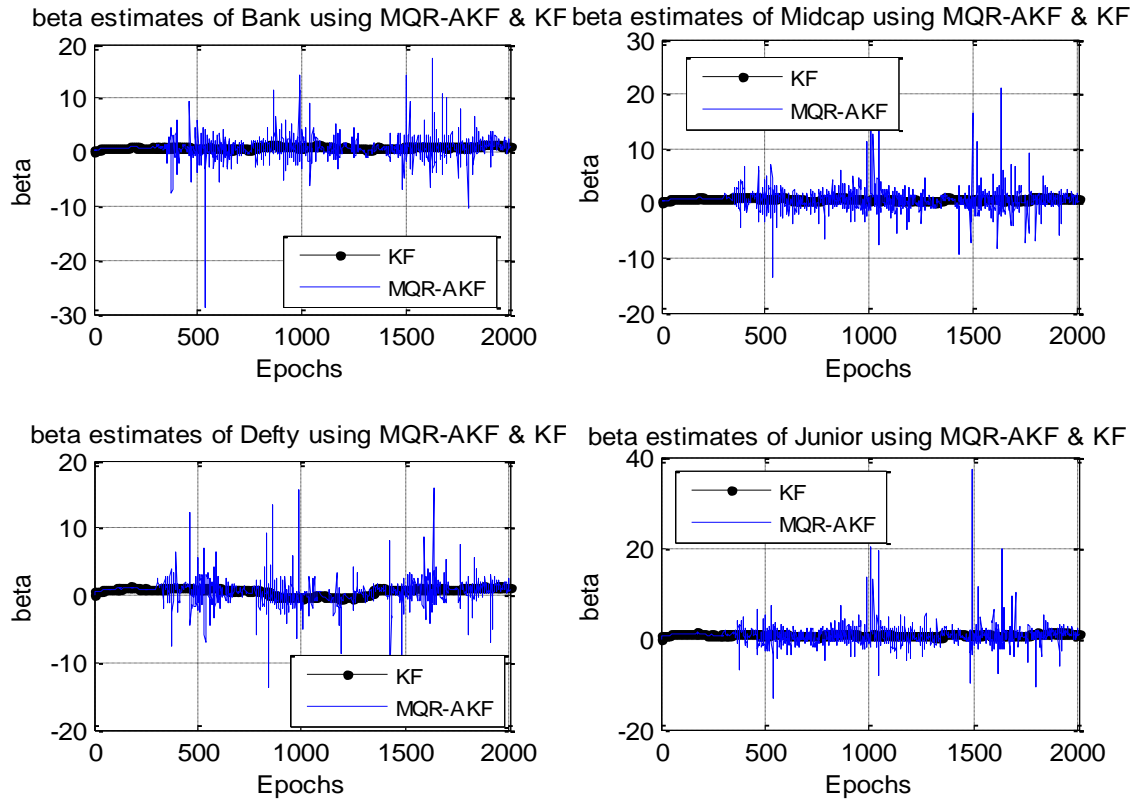 beta estimates of Bank using MQR-AKF & KF
20
10
0
-10
-20
-30
beta
KF
MQR-AKF
0 500 1000 1500 2000
Epochs
beta estimates of Midcap using MQR-AKF & KF
30
20
10
0
-10
-20
beta
KF
MQR-AKF
0 500 1000 1500 2000
Epochs
beta estimates of Defty using MQR-AKF & KF
20
10
0
-10
-20
beta
KF
MQR-AKF
0 500 1000 1500 2000
Epochs
beta estimates of Junior using MQR-AKF & KF
40
20
0
-20
beta
KF
MQR-AKF
0 500 1000 1500 2000
Epochs